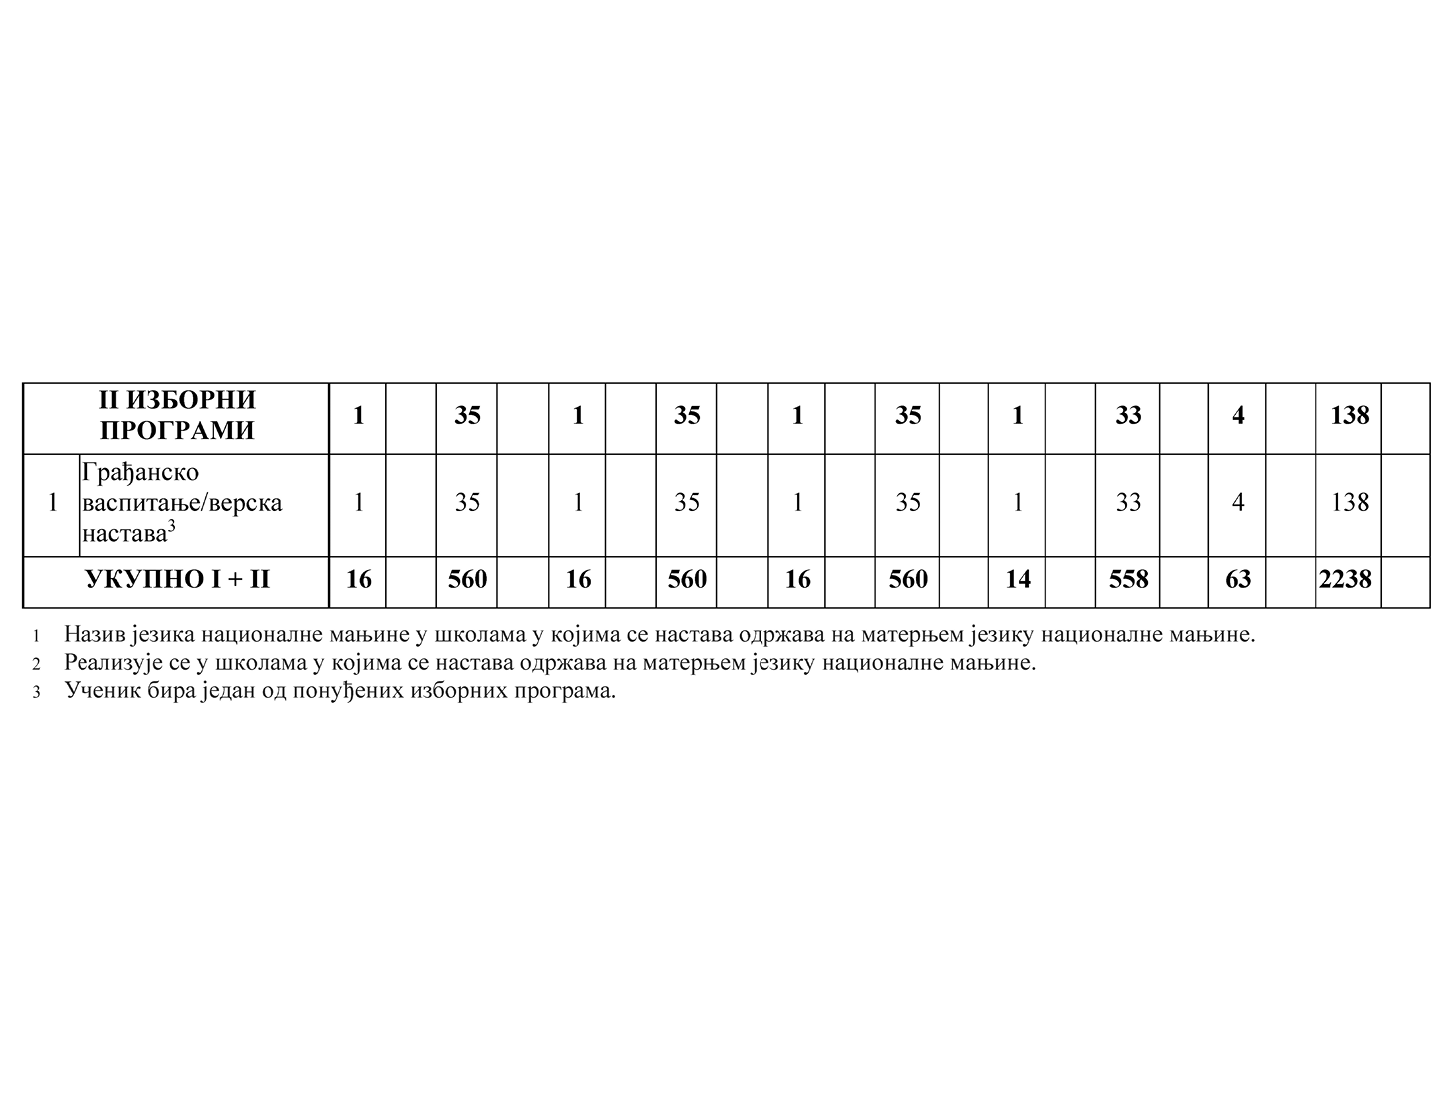 II ИЗБОРНИ
ПРОГРАМИ
1 35 1 35 1 35 1 33 4 138
1 Грађанско
васпитање/верска
настава3
1 35 1 35 1 35 1 33 4 138
УКУПНО I + II 16 560 16 560 16 560 14 558 63 2238
1 Назив језика националне мањине у школама у којима се настава одржава на матерњем језику националне мањине.
2 Реализује се у школама у којима се настава одржава на матерњем језику националне мањине.
3 Ученик бира један од понуђених изборних програма.